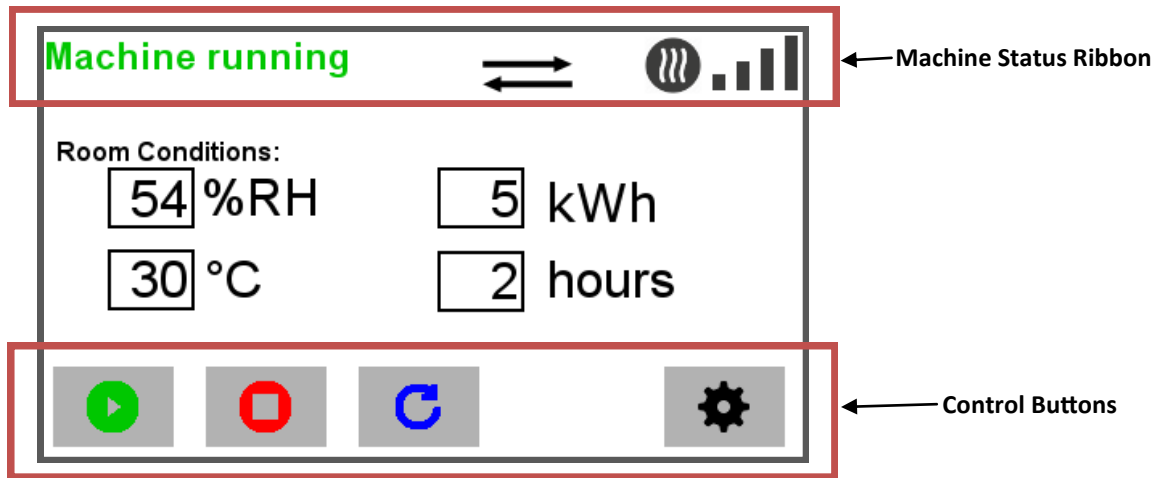 Machine running
Machine Status Ribbon
Room Conditions:
54 %RH
5 kWh
30 °C
2 hours
Control Buttons